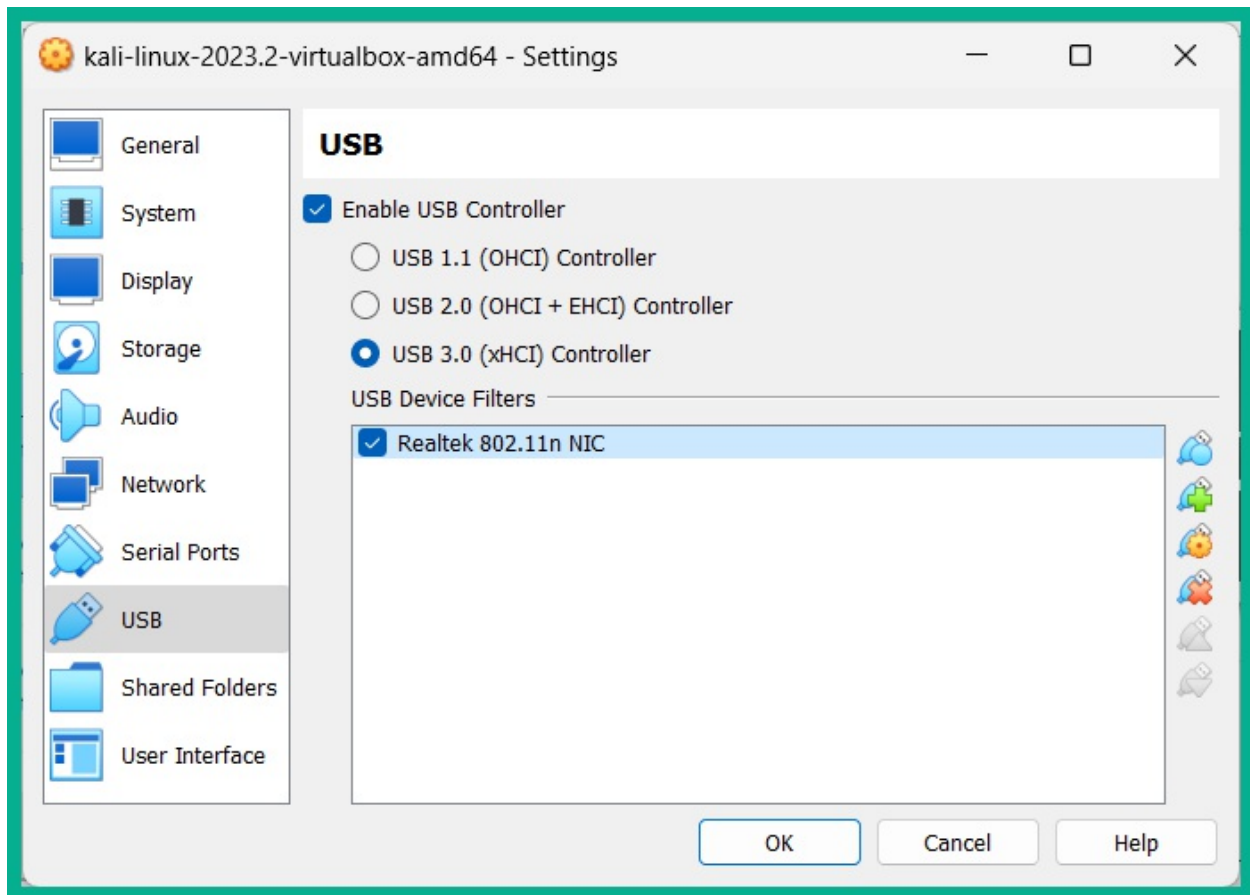 kali-linux-2023.2-virtualbox-amd64 - Settings
General
System
Display
Storage
Audio
Network
Serial Ports
USB
Shared Folders
User Interface
USB
Enable USB Controller
USB 1.1 (OHCI) Controller
USB 2.0 (OHCI + EHCI) Controller
USB 3.0 (xHCI) Controller
USB Device Filters
Realtek 802.11n NIC
OK
Cancel
Help